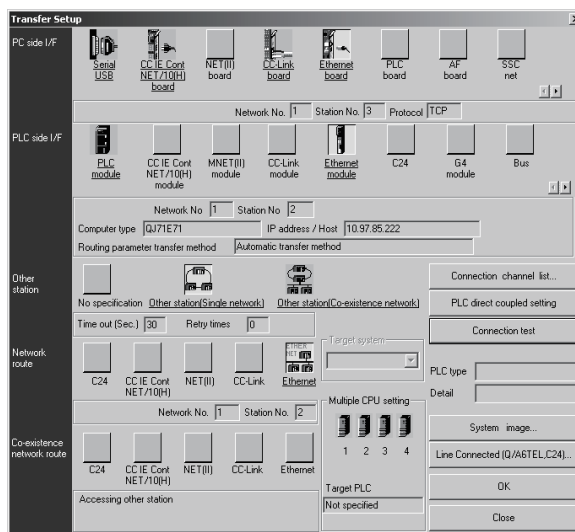 Transfer Setup
PC side I/F
Serial USB
CC IE Cont NET/10(H) board
NET(II) board
CC-Link board
Ethernet board
PLC board
AF board
SSC net
Network No. 1 Station No. 3 Protocol TCP
PLC side I/F
PLC module
CC IE Cont NET/10(H) module
MNET(II) module
CC-Link module
Ethernet module
C24
G4 module
Bus
Network No 1 Station No 2
Computer type QJ71E71 IP address / Host 10.97.85.222
Routing parameter transfer method Automatic transfer method
Other station
No specification
Other station(Single network)
Other station(Co-existence network)
Time out (Sec.) 30 Retry times 0
Connection channel list...
PLC direct coupled setting
Connection test
Network route
C24
CC IE Cont NET/10(H)
NET(II)
CC-Link
ETHER NET
Ethernet
Target system
PLC type
Detail
Network No. 1 Station No. 2
Multiple CPU setting
1 2 3 4
Target PLC
Not specified
System image...
Line Connected (Q/A6TEL,C24)...
OK
Close
Co-existence network route
C24
CC IE Cont NET/10(H)
NET(II)
CC-Link
Ethernet
Accessing other station